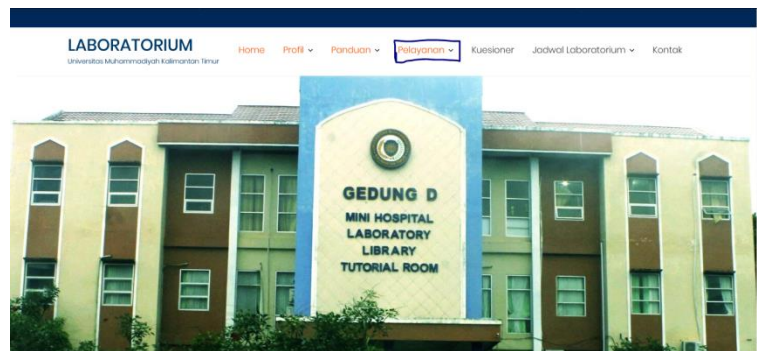 LABORATORIUM
Universitas Muhammadiyah Kalimantan Timur
Home Profil Panduan Pelayanan Kuesioner Jadwal Laboratorium Kontak
GEDUNG D
MINI HOSPITAL
LABORATORY
LIBRARY
TUTORIAL ROOM